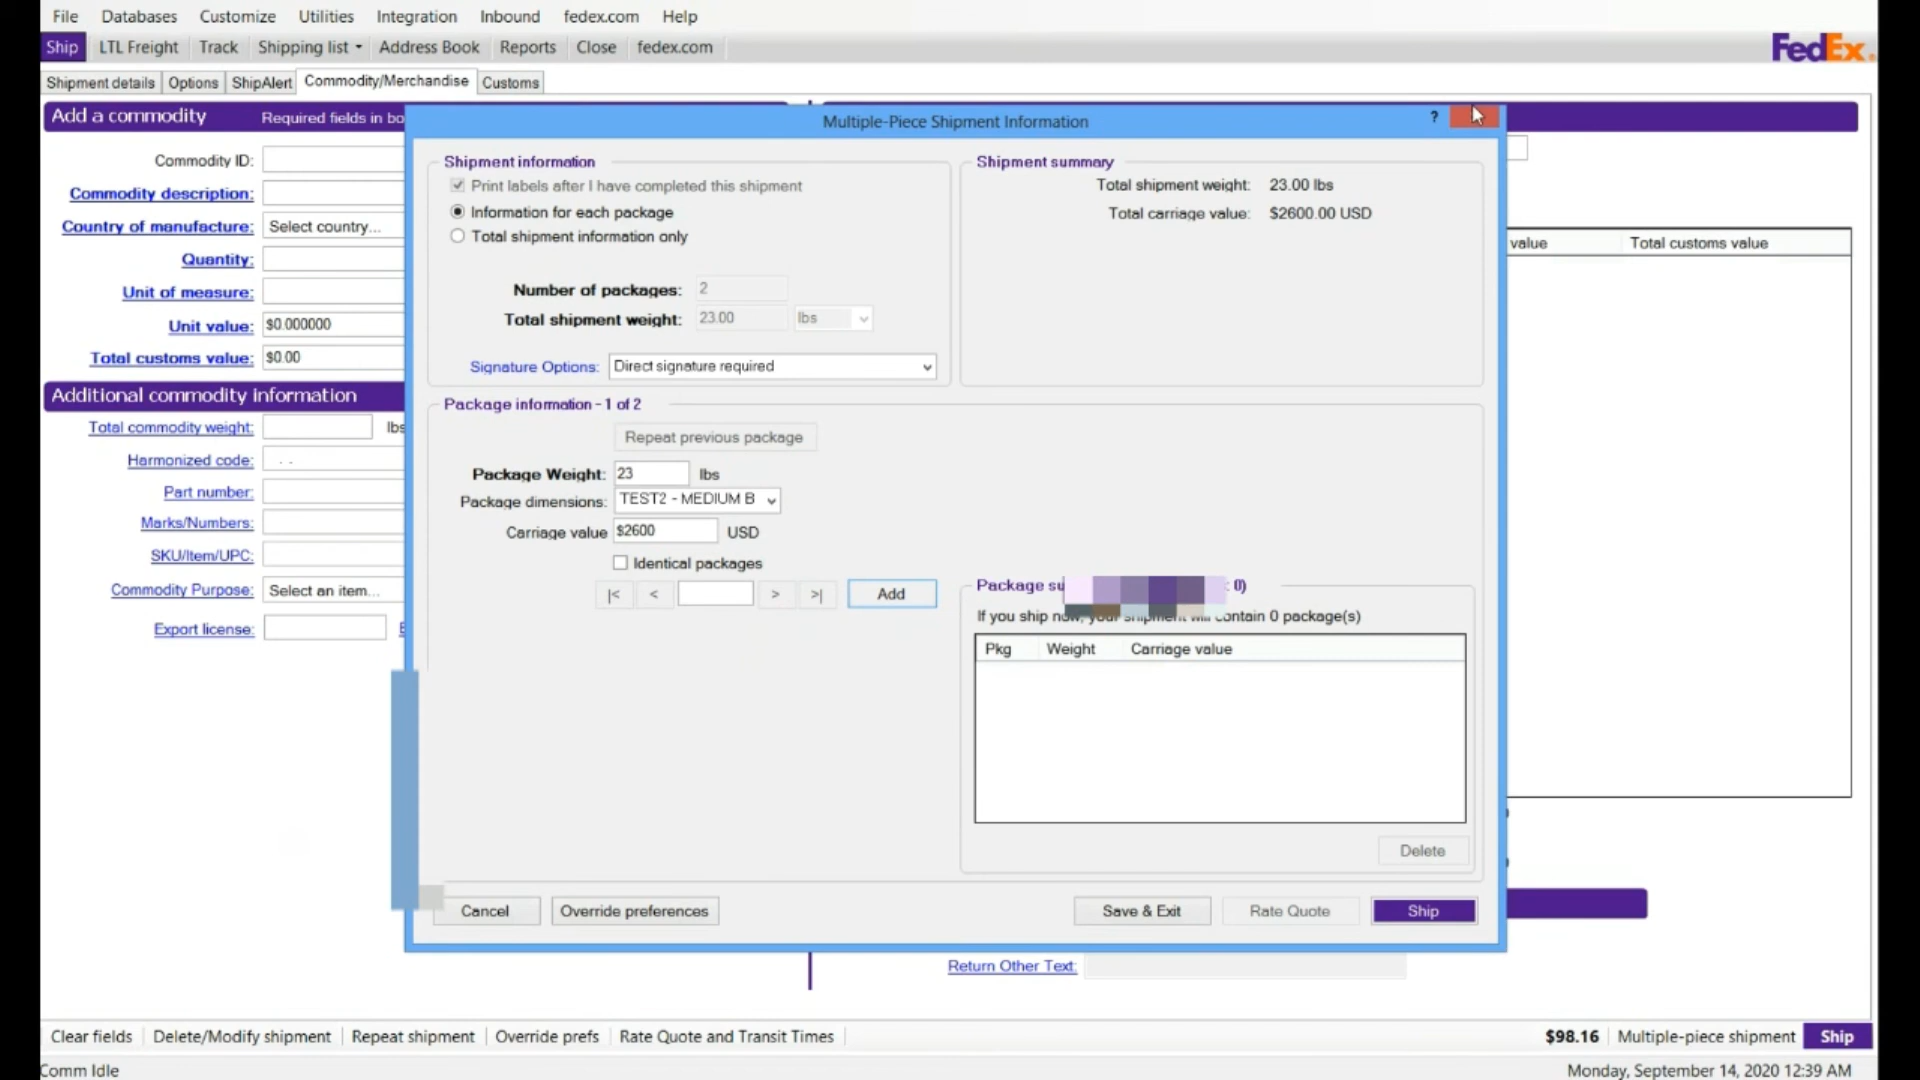 File Databases Customize Utilities Integration Inbound fedex.com Help
Ship LTL Freight Track Shipping list Address Book Reports Close fedex.com
FedEx
Shipment details Options ShipAlert Commodity/Merchandise Customs
Add a commodity Required fields in bo
Multiple-Piece Shipment Information ?
Commodity ID:
Commodity description:
Country of manufacture: Select country...
Quantity:
Unit of measure:
Unit value: $0.000000
Total customs value: $0.00
Additional commodity information
Total commodity weight: lbs
Harmonized code: . .
Part number:
Marks/Numbers:
SKU/Item/UPC:
Commodity Purpose: Select an item...
Export license:
Shipment information
Print labels after I have completed this shipment
Information for each package
Total shipment information only
Number of packages: 2
Total shipment weight: 23.00 lbs
Signature Options: Direct signature required
Shipment summary
Total shipment weight: 23.00 lbs
Total carriage value: $2600.00 USD
value Total customs value
Package information - 1 of 2
Repeat previous package
Package Weight: 23 lbs
Package dimensions: TEST2 - MEDIUM B
Carriage value $2600 USD
Identical packages
|< < > >| Add
Package su : 0)
If you ship now, your shipment will contain 0 package(s)
Pkg Weight Carriage value
Delete
Cancel Override preferences Save & Exit Rate Quote Ship
Return Other Text:
Clear fields Delete/Modify shipment Repeat shipment Override prefs Rate Quote and Transit Times $98.16 Multiple-piece shipment Ship
Comm Idle Monday, September 14, 2020 12:39 AM